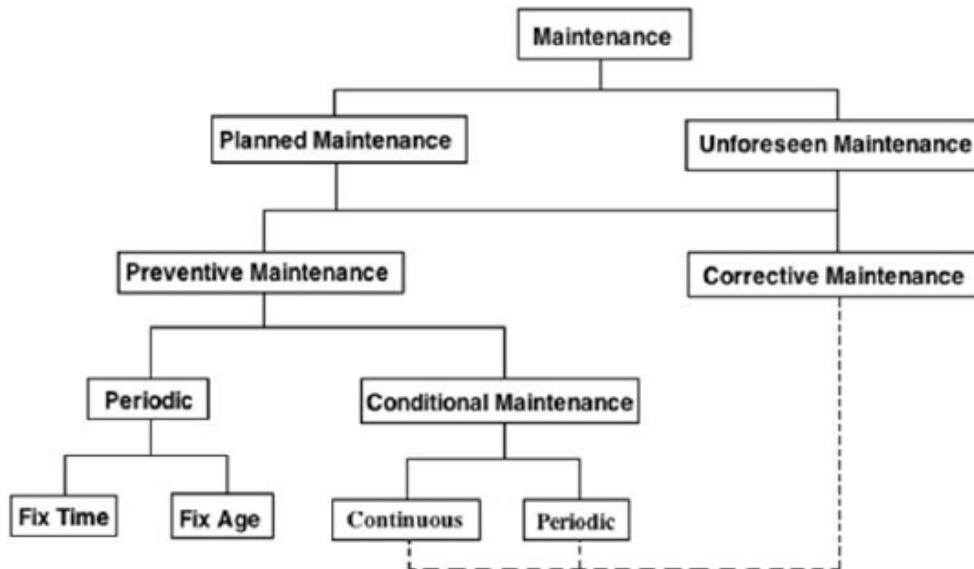 Maintenance
Planned Maintenance
Unforeseen Maintenance
Preventive Maintenance
Corrective Maintenance
Periodic
Conditional Maintenance
Fix Time
Fix Age
Continuous
Periodic